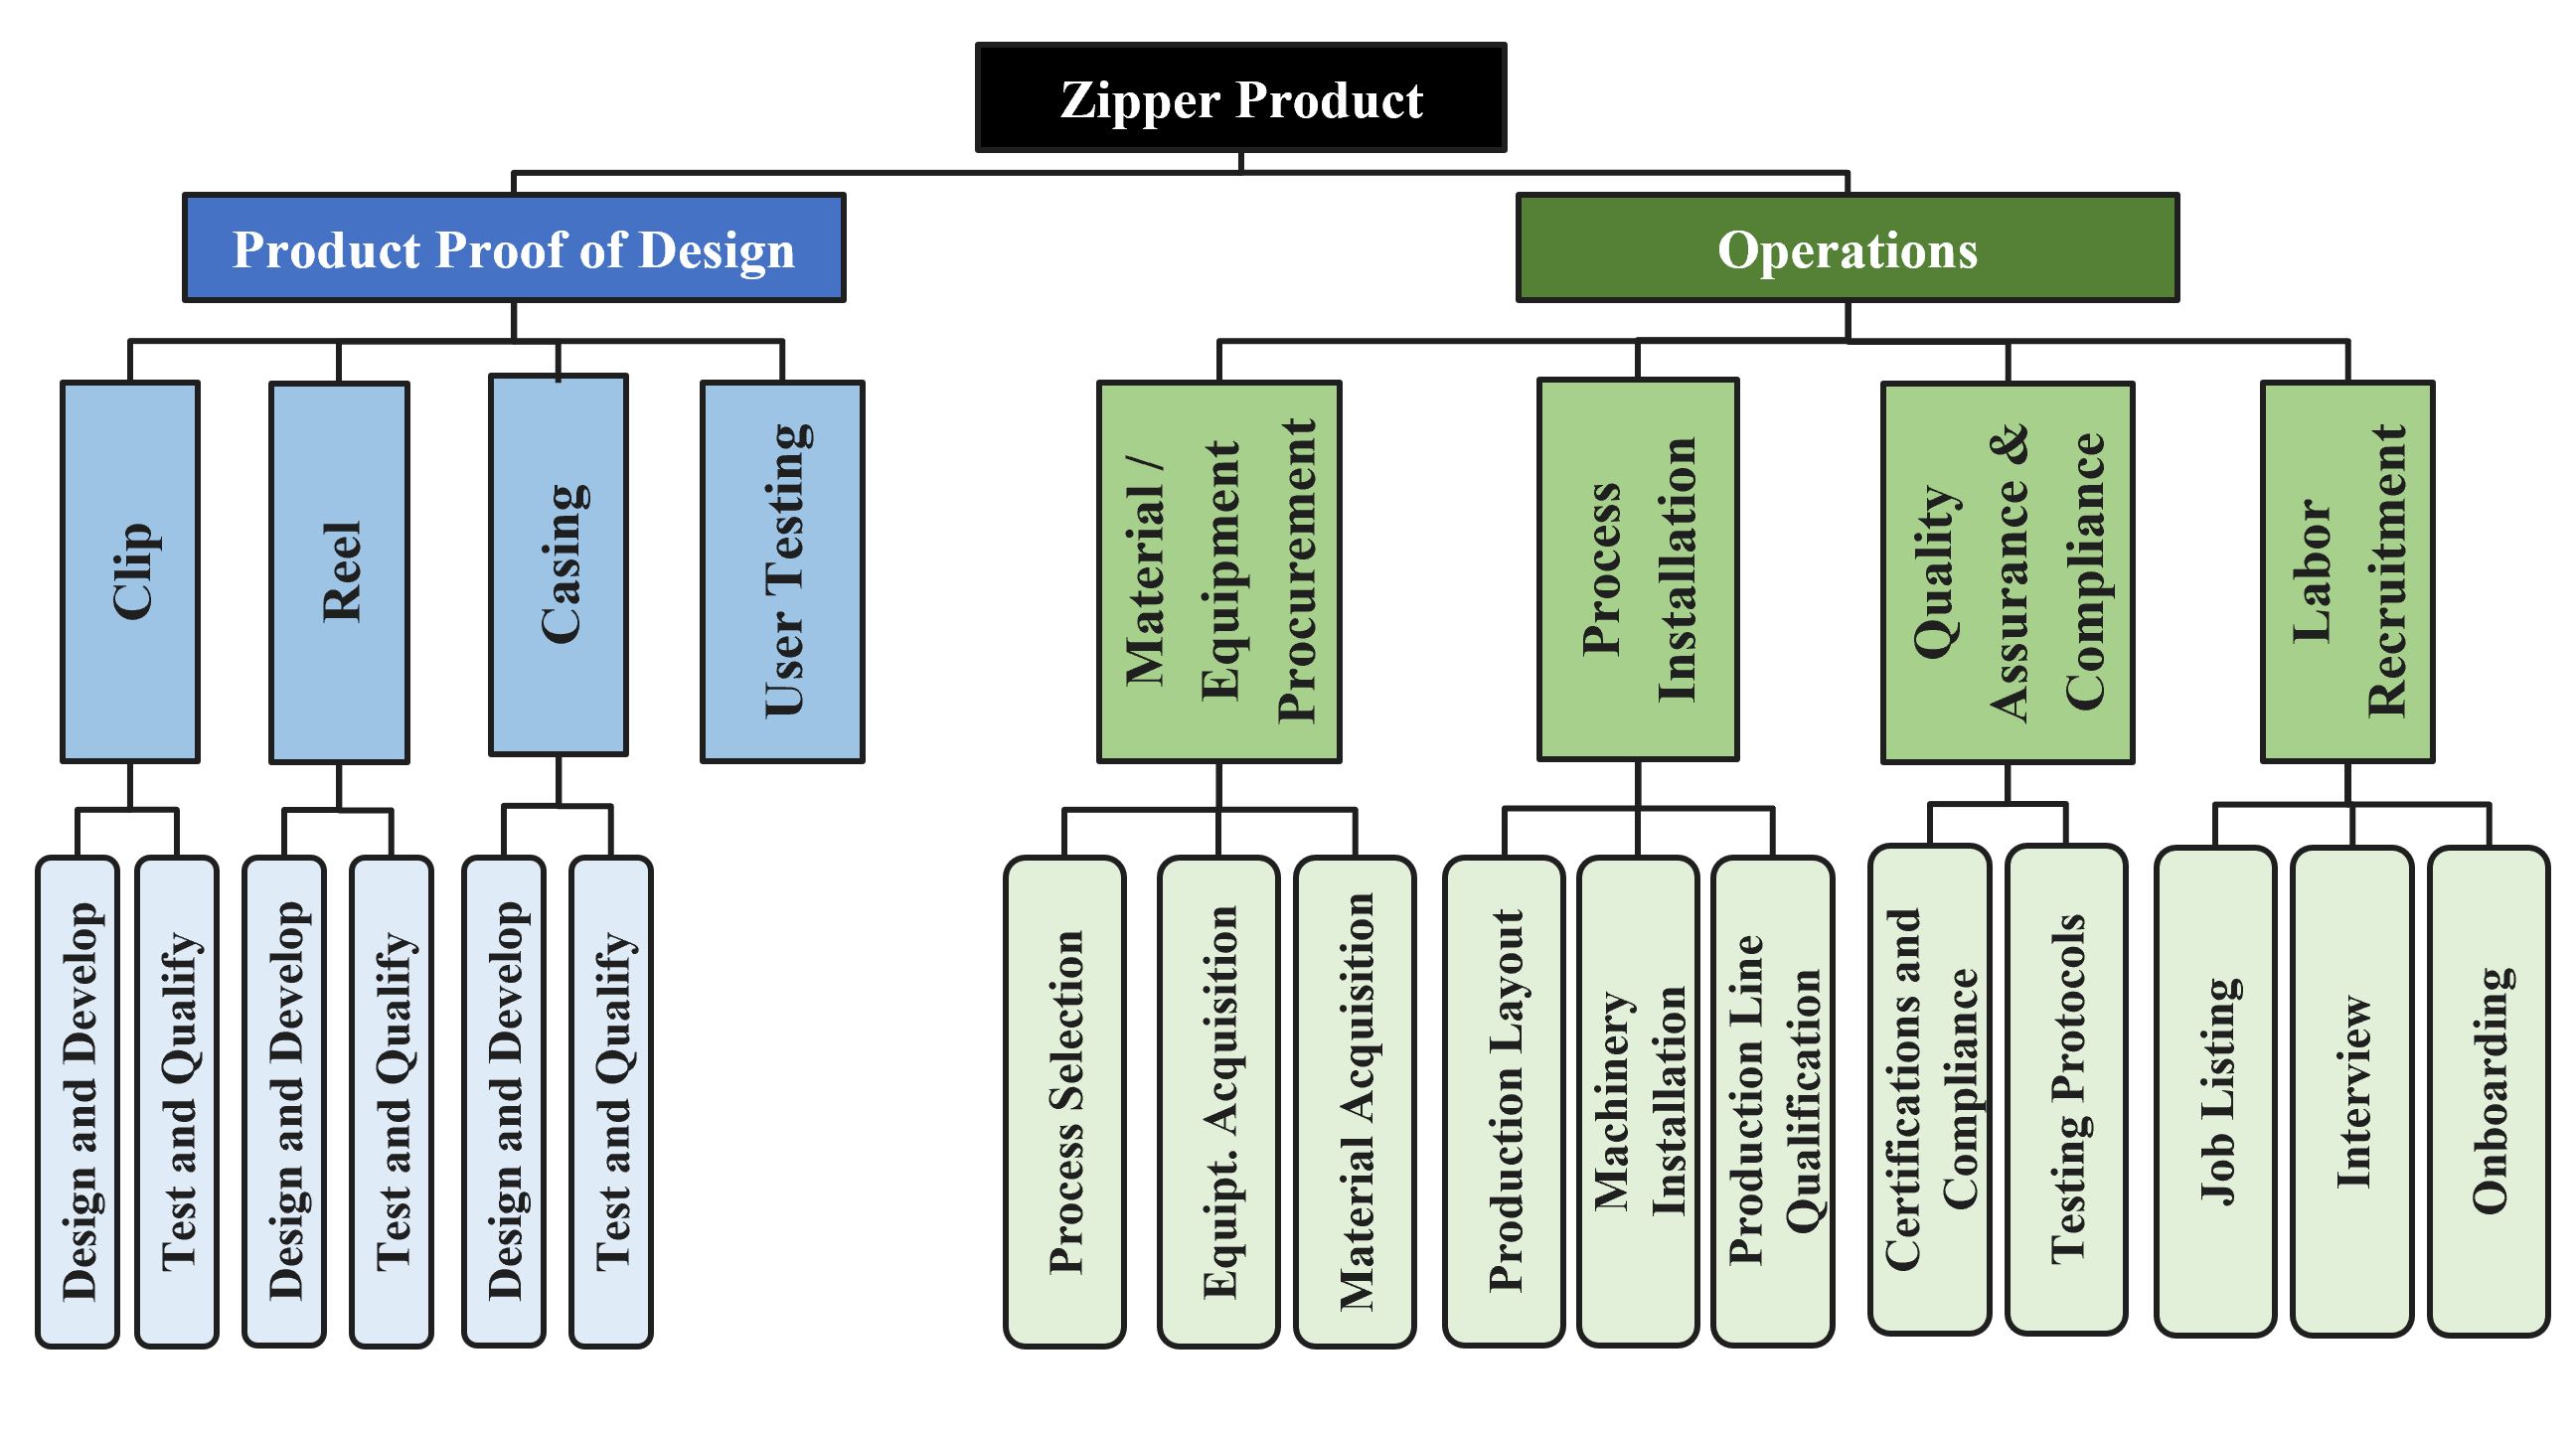 Zipper Product
Product Proof of Design
Operations
Clip
Reel
Casing
User Testing
Material /
Equipment
Procurement
Process
Installation
Quality
Assurance &
Compliance
Labor
Recruitment
Design and Develop
Test and Qualify
Design and Develop
Test and Qualify
Design and Develop
Test and Qualify
Process Selection
Equipt. Acquisition
Material Acquisition
Production Layout
Machinery
Installation
Production Line
Qualification
Certifications and
Compliance
Testing Protocols
Job Listing
Interview
Onboarding